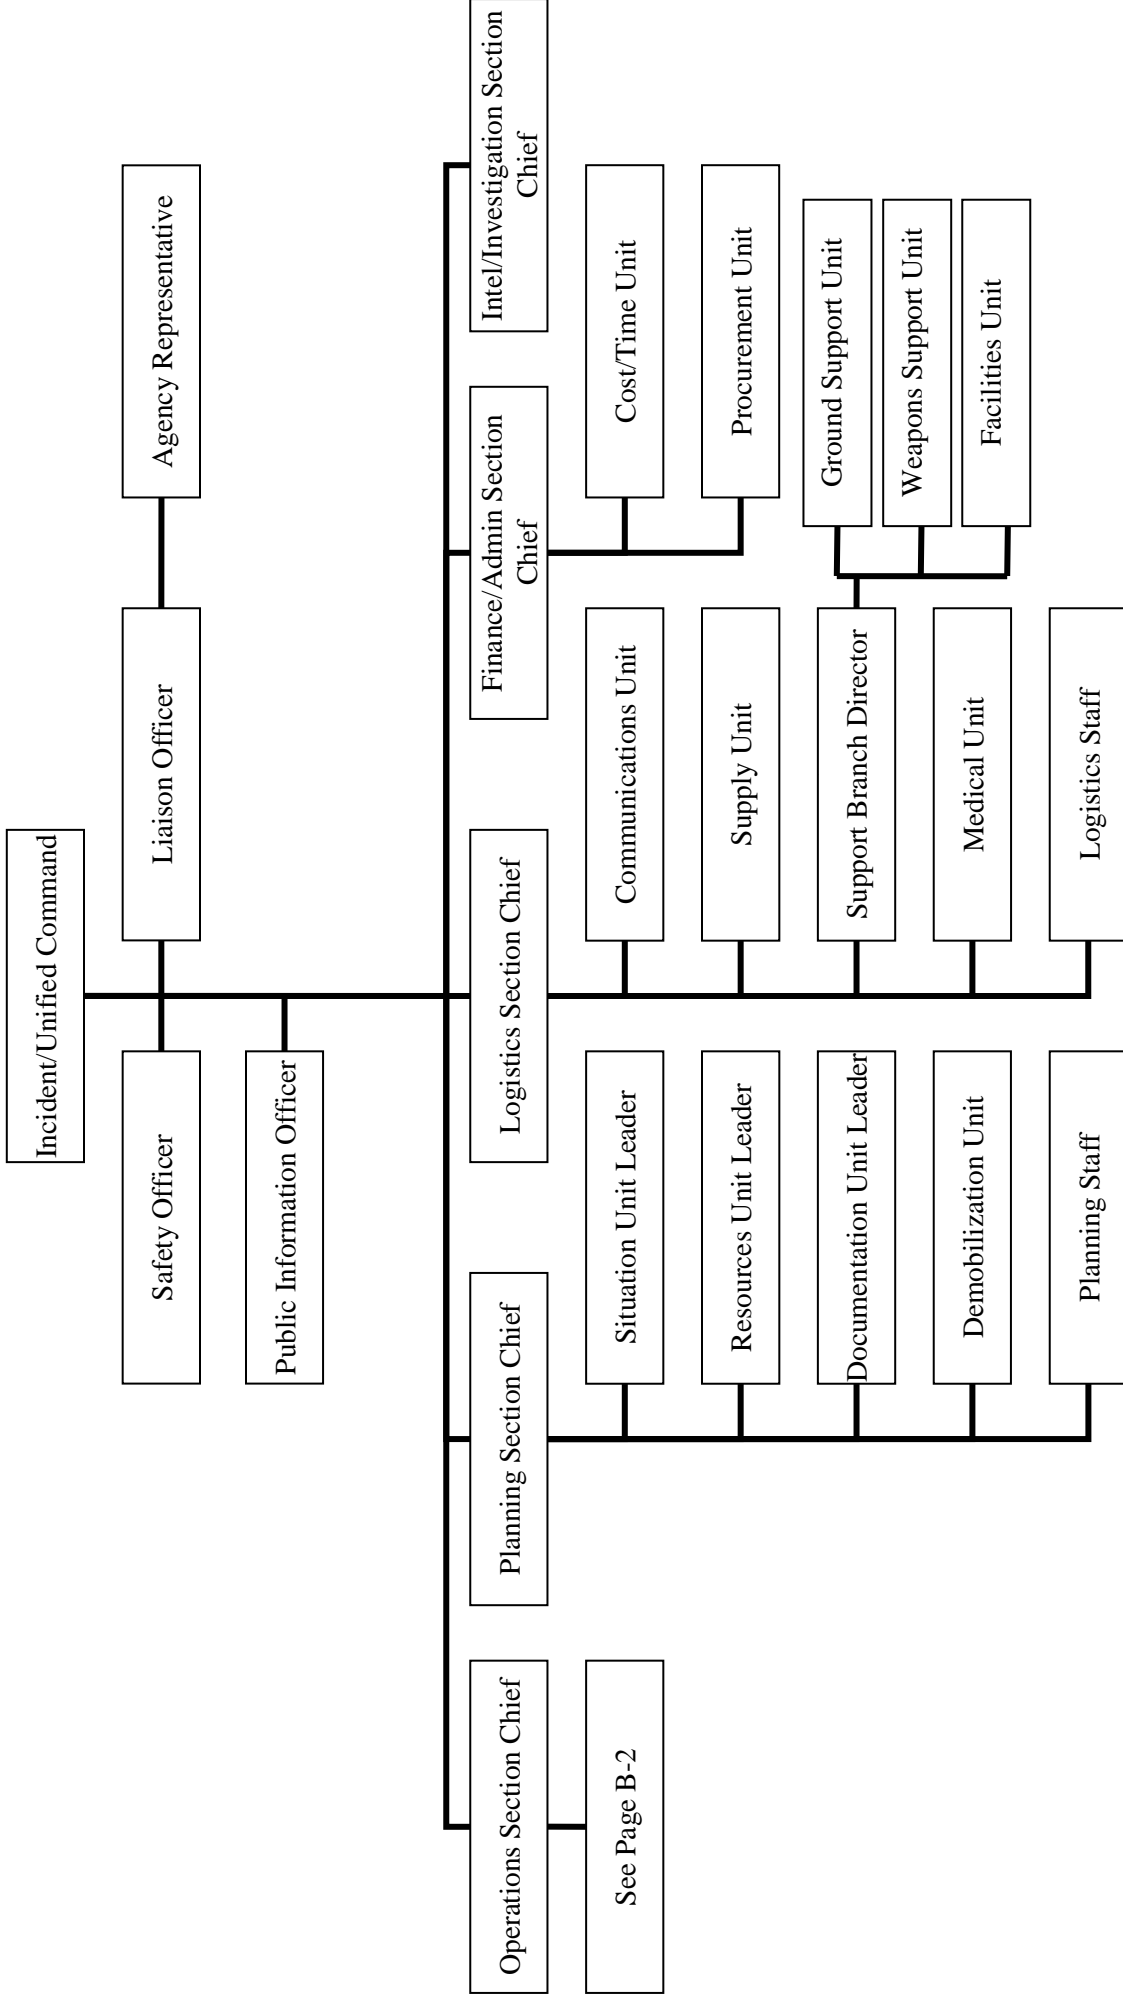 Incident/Unified Command
Safety Officer
Liaison Officer
Agency Representative
Public Information Officer
Operations Section Chief
Planning Section Chief
Logistics Section Chief
Finance/Admin Section
Chief
Intel/Investigation Section
Chief
See Page B-2
Situation Unit Leader
Resources Unit Leader
Documentation Unit Leader
Demobilization Unit
Planning Staff
Communications Unit
Supply Unit
Support Branch Director
Medical Unit
Logistics Staff
Cost/Time Unit
Procurement Unit
Ground Support Unit
Weapons Support Unit
Facilities Unit